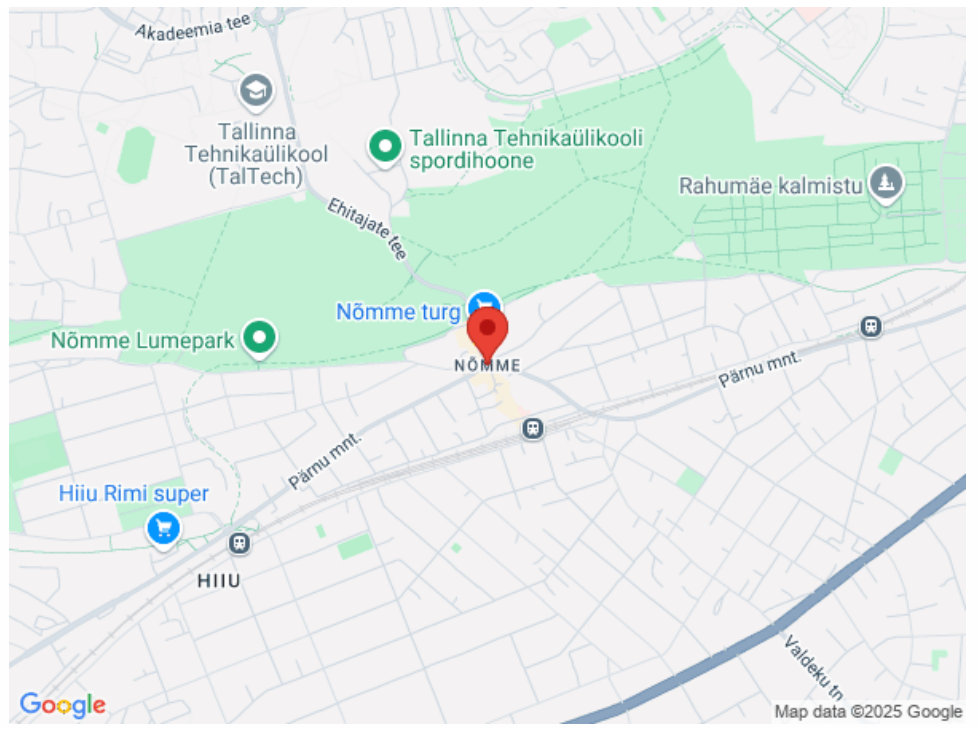 Akadeemia tee
Tallinna
Tehnikaülikool
(TalTech)
Tallinna Tehnikaülikooli
spordihoone
Rahumäe kalmistu
Ehitajate tee
Nõmme turg
Nõmme Lumepark
NÕMME
Pärnu mnt.
Pärnu mnt.
Hiiu Rimi super
HIIU
Valdeku tn
Google
Map data ©2025 Google